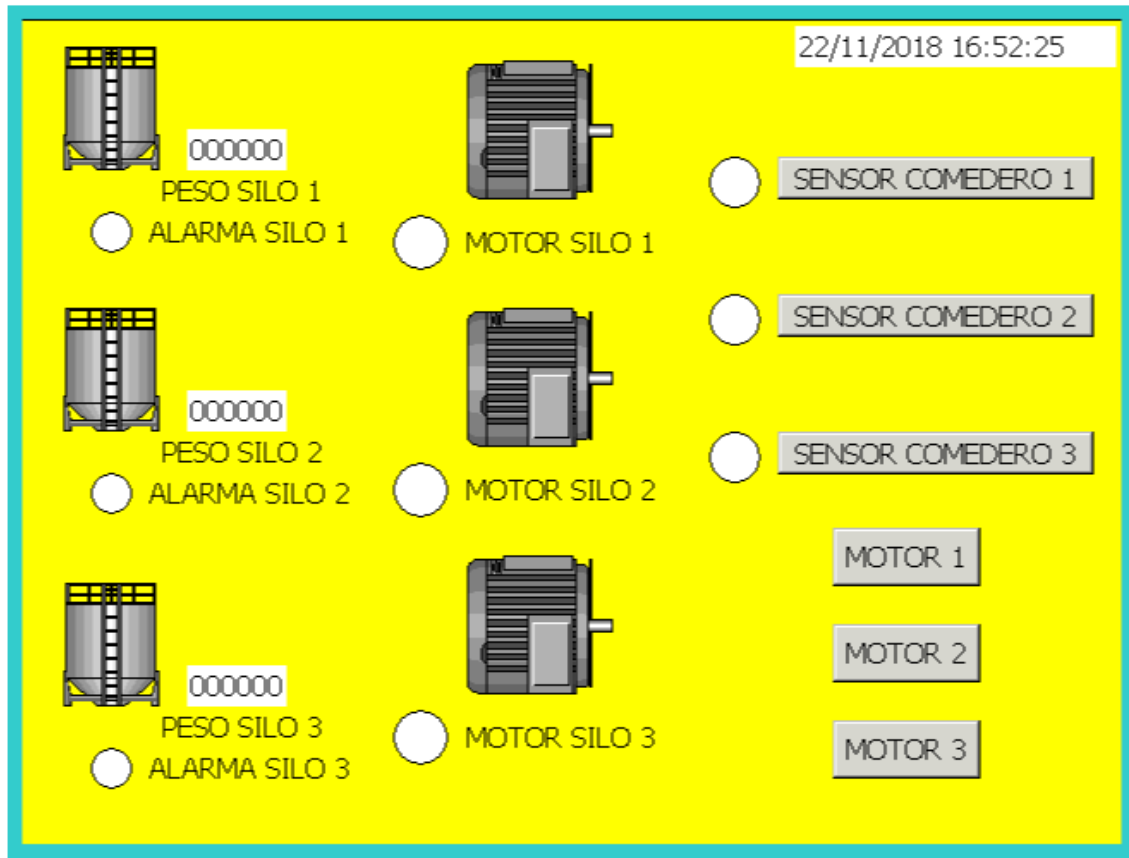 22/11/2018 16:52:25
000000
PESO SILO 1
ALARMA SILO 1
MOTOR SILO 1
SENSOR COMEDERO 1
000000
PESO SILO 2
ALARMA SILO 2
MOTOR SILO 2
SENSOR COMEDERO 2
SENSOR COMEDERO 3
000000
PESO SILO 3
ALARMA SILO 3
MOTOR SILO 3
MOTOR 1
MOTOR 2
MOTOR 3